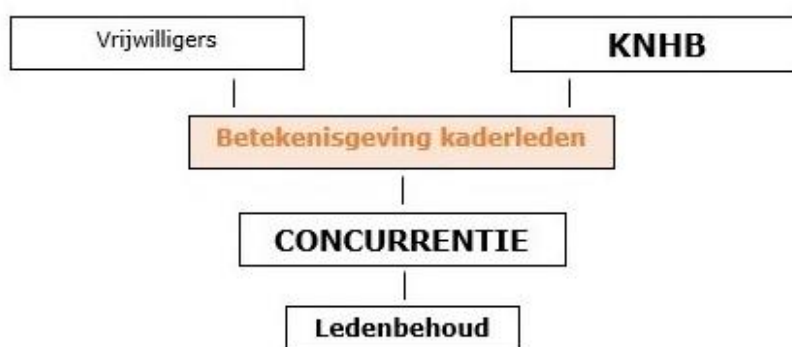 Vrijwilligers
KNHB
Betekenisgeving kaderleden
CONCURRENTIE
Ledenbehoud